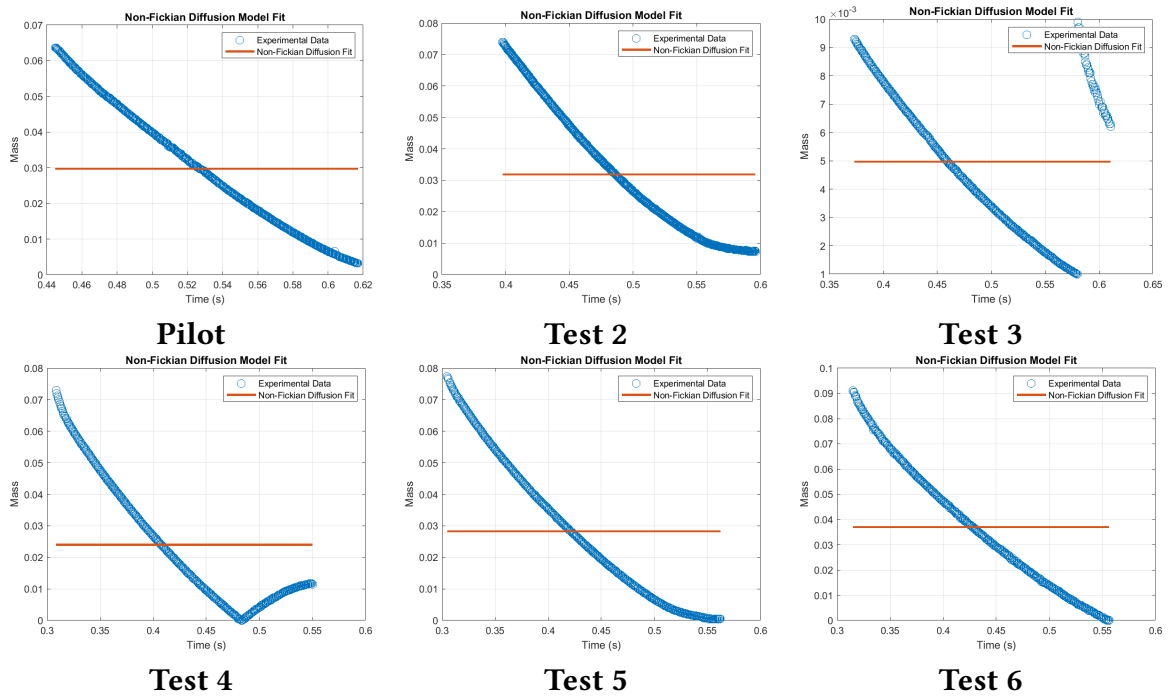 Non-Fickian Diffusion Model Fit
Experimental Data
Non-Fickian Diffusion Fit
0.07
0.06
0.05
0.04
0.03
0.02
0.01
0
Mass
0.44 0.46 0.48 0.5 0.52 0.54 0.56 0.58 0.6 0.62
Time (s)
Pilot
Non-Fickian Diffusion Model Fit
Experimental Data
Non-Fickian Diffusion Fit
0.08
0.07
0.06
0.05
0.04
0.03
0.02
0.01
0
Mass
0.4 0.45 0.5 0.55 0.6
Time (s)
Test 2
× 10⁻³ Non-Fickian Diffusion Model Fit
Experimental Data
Non-Fickian Diffusion Fit
10
9
8
7
6
5
4
3
2
1
Mass
0.4 0.45 0.5 0.55 0.6 0.65
Time (s)
Test 3
Non-Fickian Diffusion Model Fit
Experimental Data
Non-Fickian Diffusion Fit
0.08
0.07
0.06
0.05
0.04
0.03
0.02
0.01
0
Mass
0.3 0.35 0.4 0.45 0.5 0.55 0.6
Time (s)
Test 4
Non-Fickian Diffusion Model Fit
Experimental Data
Non-Fickian Diffusion Fit
0.08
0.07
0.06
0.05
0.04
0.03
0.02
0.01
0
Mass
0.3 0.35 0.4 0.45 0.5 0.55 0.6
Time (s)
Test 5
Non-Fickian Diffusion Model Fit
Experimental Data
Non-Fickian Diffusion Fit
0.1
0.09
0.08
0.07
0.06
0.05
0.04
0.03
0.02
0.01
0
Mass
0.3 0.35 0.4 0.45 0.5 0.55 0.6
Time (s)
Test 6